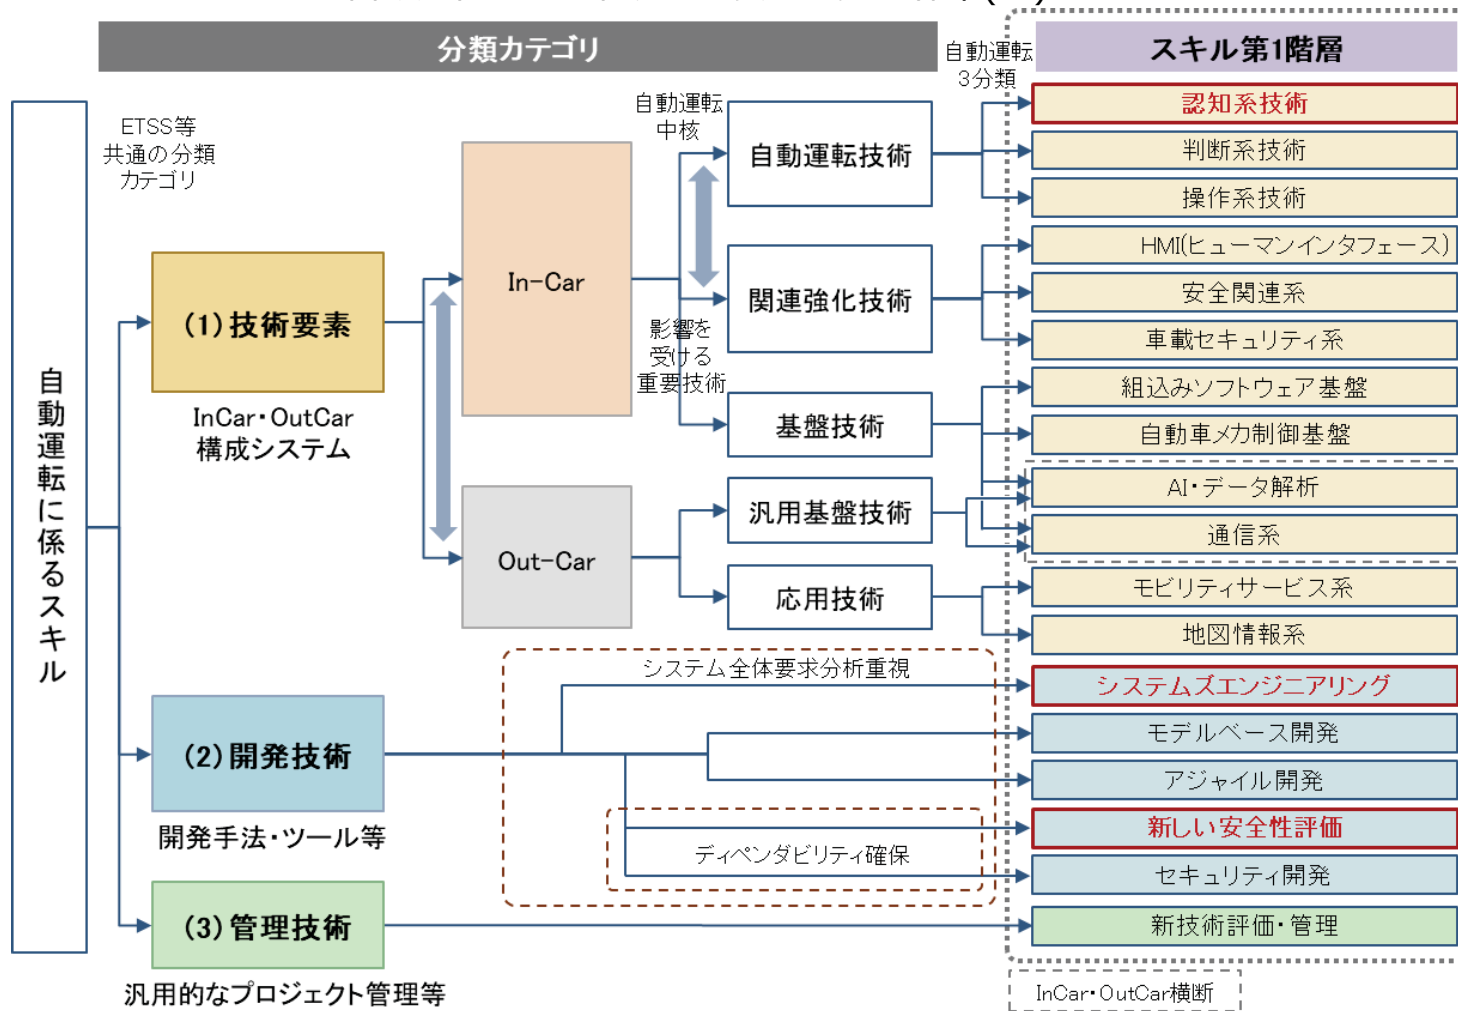 分類カテゴリ
自動運転
3分類
スキル第1階層
ETSS等
共通の分類
カテゴリ
自動運転
中核
自動運転技術
認知系技術
判断系技術
操作系技術
In-Car
関連強化技術
HMI(ヒューマンインタフェース)
安全関連系
車載セキュリティ系
(1)技術要素
InCar・OutCar
構成システム
影響を
受ける
重要技術
基盤技術
組込みソフトウェア基盤
自動車メカ制御基盤
AI・データ解析
通信系
自動運転に係るスキル
Out-Car
汎用基盤技術
応用技術
モビリティサービス系
地図情報系
システム全体要求分析重視
システムズエンジニアリング
(2)開発技術
開発手法・ツール等
モデルベース開発
アジャイル開発
ディペンダビリティ確保
新しい安全性評価
セキュリティ開発
(3)管理技術
汎用的なプロジェクト管理等
新技術評価・管理
InCar・OutCar横断